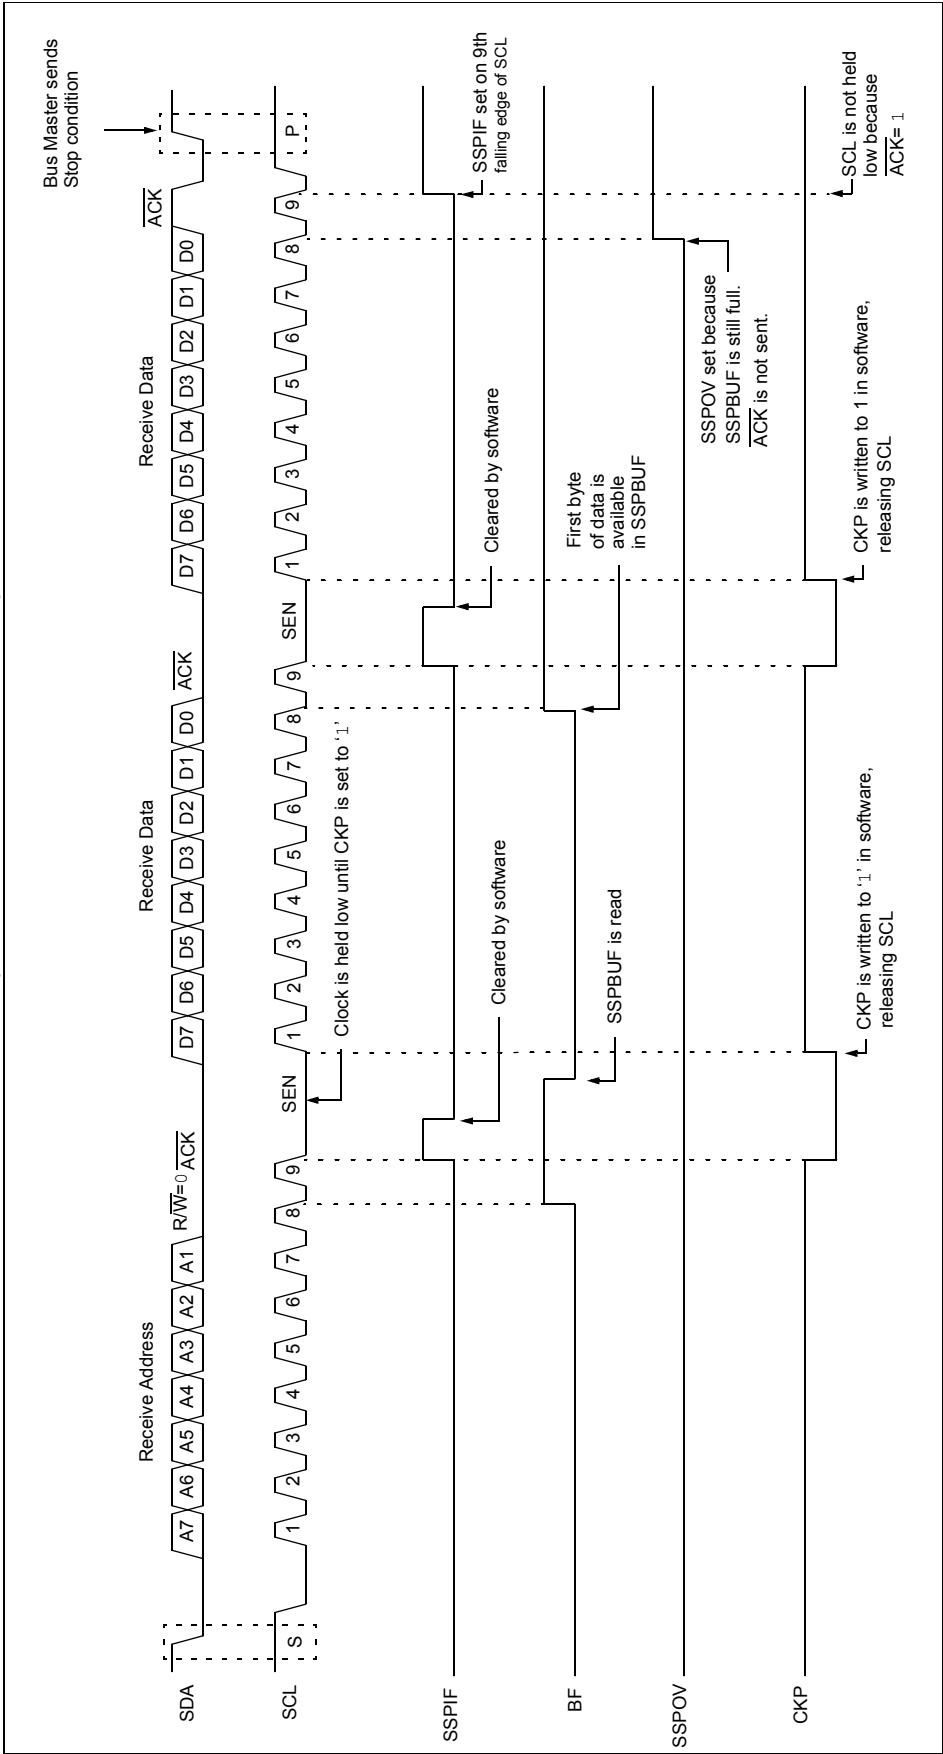 Bus Master sends
Stop condition
Receive Address
Receive Data
Receive Data
R/W=0
ACK
ACK
ACK
SDA
A7 A6 A5 A4 A3 A2 A1
D7 D6 D5 D4 D3 D2 D1 D0
D7 D6 D5 D4 D3 D2 D1 D0
SCL
S
1 2 3 4 5 6 7 8 9
SEN
1 2 3 4 5 6 7 8 9
SEN
1 2 3 4 5 6 7 8 9
P
Clock is held low until CKP is set to ‘1’
SSPIF
Cleared by software
Cleared by software
SSPIF set on 9th
falling edge of SCL
BF
SSPBUF is read
First byte
of data is
available
in SSPBUF
SSPOV
SSPOV set because
SSPBUF is still full.
ACK is not sent.
CKP
CKP is written to ‘1’ in software,
releasing SCL
CKP is written to 1 in software,
releasing SCL
SCL is not held
low because
ACK= 1